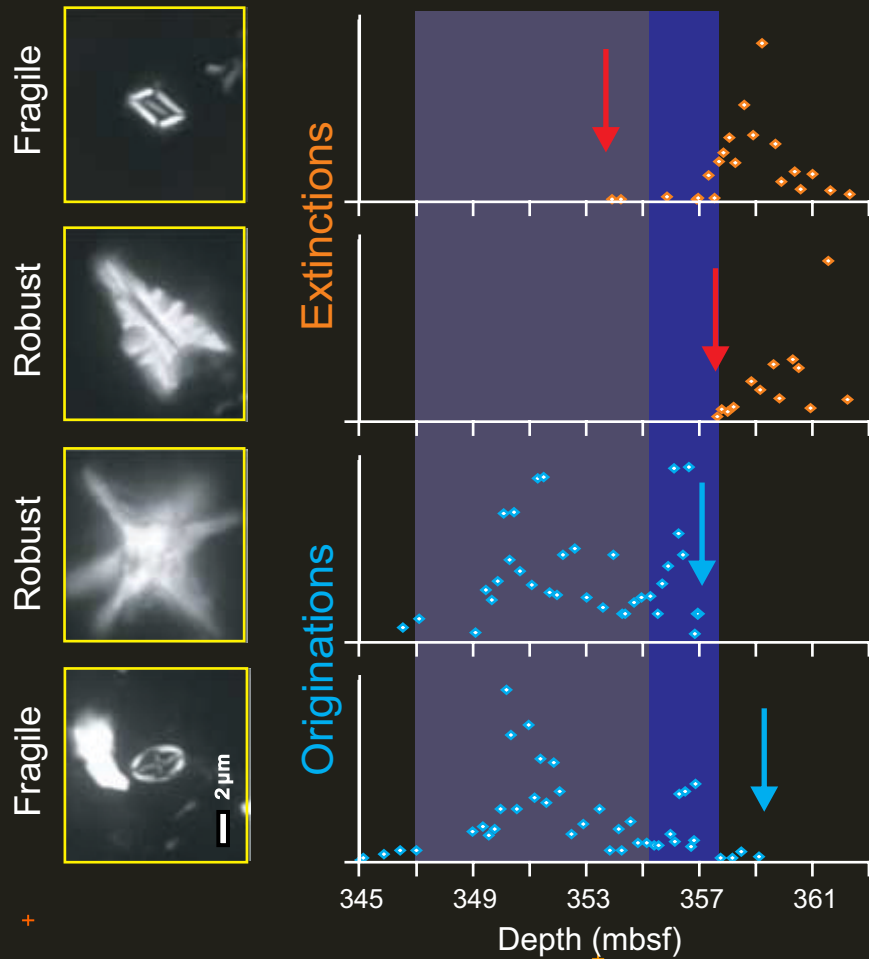 Fragile
Robust
Robust
Fragile
2µm
Extinctions
Originations
345 349 353 357 361
Depth (mbsf)
+